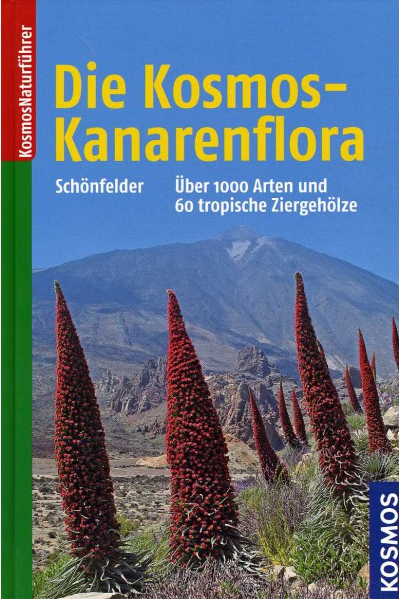 KosmosNaturführer
Die Kosmos-
Kanarenflora
Schönfelder
Über 1000 Arten und
60 tropische Ziergehölze
KOSMOS